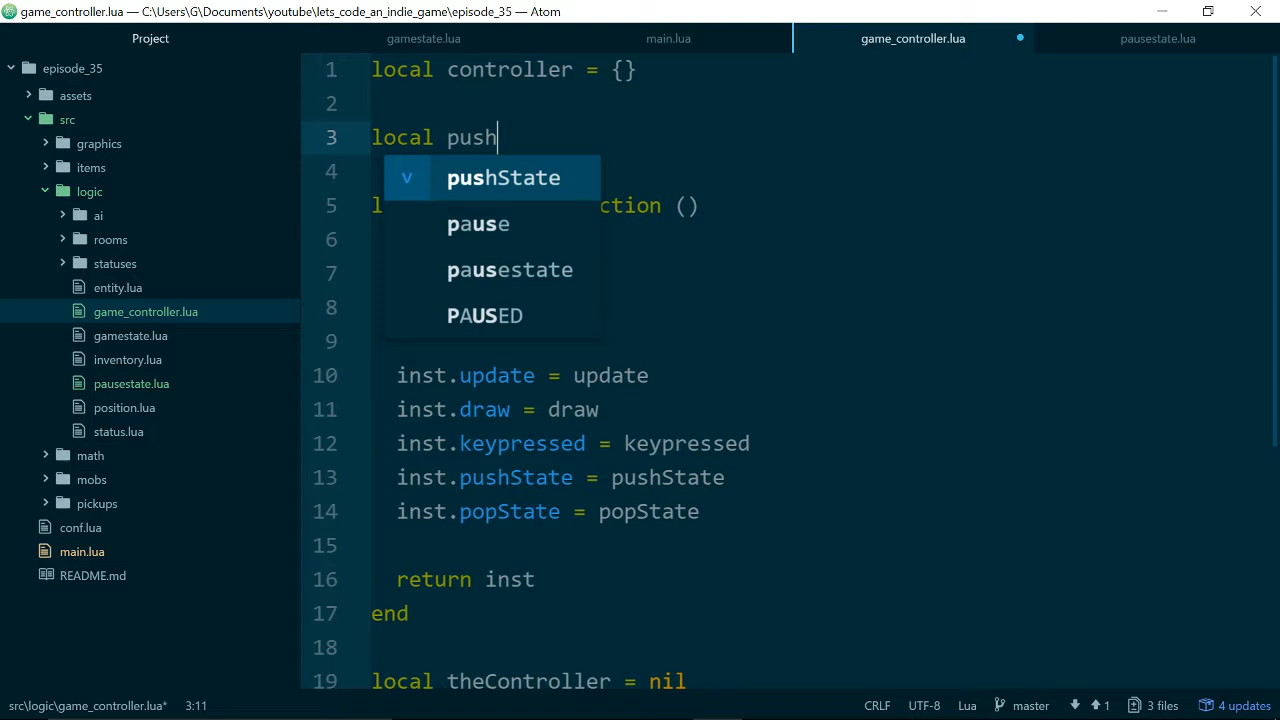 game_controller.lua — C:\Users\G\Documents\youtube\lets_code_an_indie_game\episode_35 — Atom
Project
gamestate.lua
main.lua
game_controller.lua
pausestate.lua
episode_35
assets
src
graphics
items
logic
ai
rooms
statuses
entity.lua
game_controller.lua
gamestate.lua
inventory.lua
pausestate.lua
position.lua
status.lua
math
mobs
pickups
conf.lua
main.lua
README.md
1 local controller = {}
2
3 local push
4
v pushState
5 l ction ()
pause
6
7
pausestate
8
PAUSED
9
10 inst.update = update
11 inst.draw = draw
12 inst.keypressed = keypressed
13 inst.pushState = pushState
14 inst.popState = popState
15
16 return inst
17 end
18
19 local theController = nil
src\logic\game_controller.lua* 3:11
CRLF UTF-8 Lua master 1 3 files 4 updates